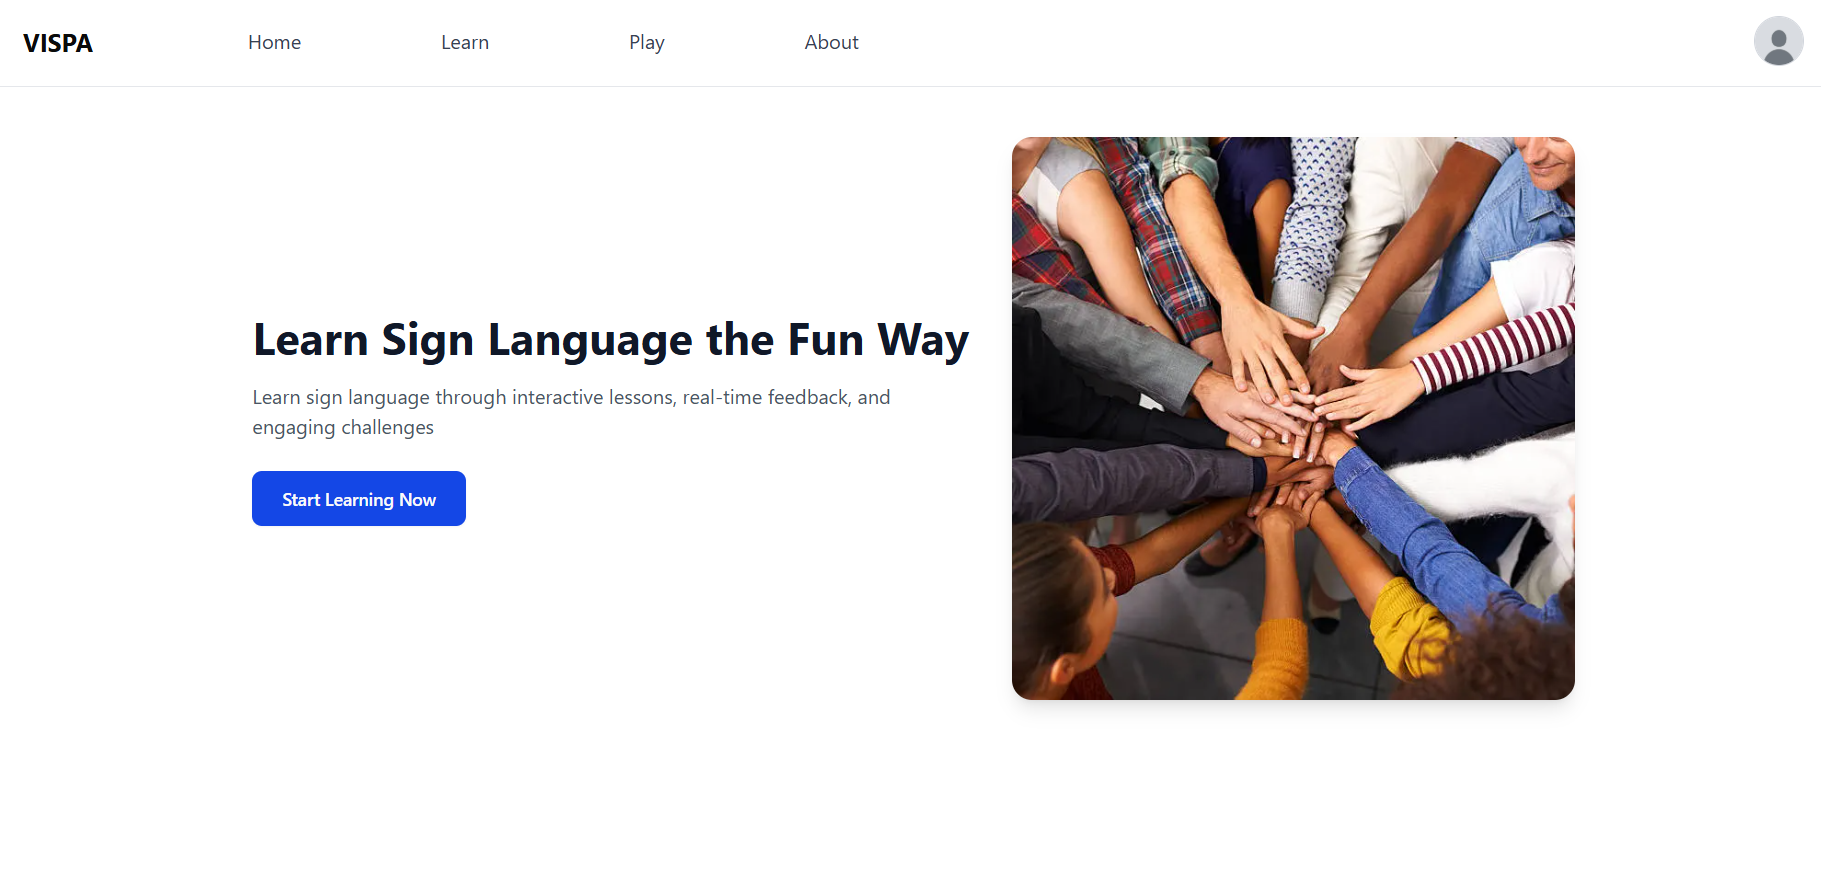 VISPA
Home
Learn
Play
About
Learn Sign Language the Fun Way
Learn sign language through interactive lessons, real-time feedback, and
engaging challenges
Start Learning Now